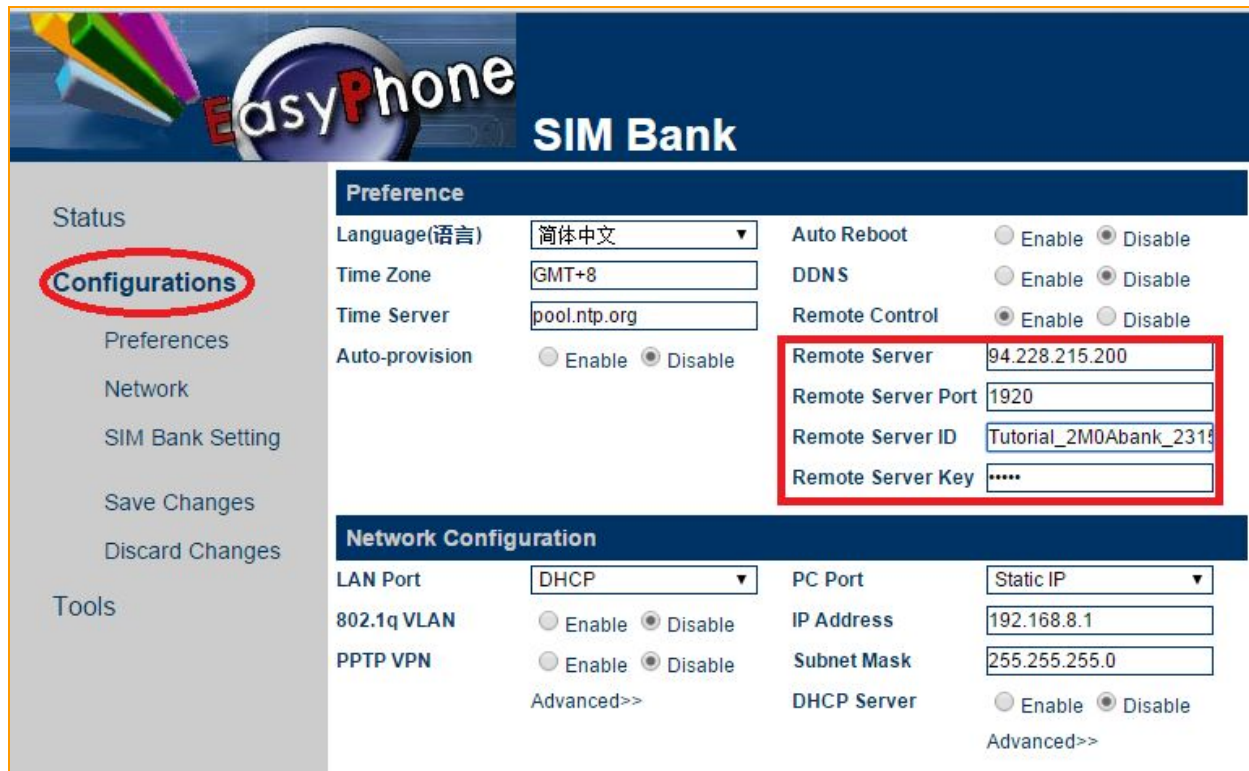 EasyPhone
SIM Bank
Status
Configurations
Preferences
Network
SIM Bank Setting
Save Changes
Discard Changes
Tools
Preference
Language(语言) 简体中文 Auto Reboot Enable Disable
Time Zone GMT+8 DDNS Enable Disable
Time Server pool.ntp.org Remote Control Enable Disable
Auto-provision Enable Disable Remote Server 94.228.215.200
Remote Server Port 1920
Remote Server ID Tutorial_2M0Abank_2315
Remote Server Key •••••
Network Configuration
LAN Port DHCP PC Port Static IP
802.1q VLAN Enable Disable IP Address 192.168.8.1
PPTP VPN Enable Disable Subnet Mask 255.255.255.0
Advanced>> DHCP Server Enable Disable
Advanced>>